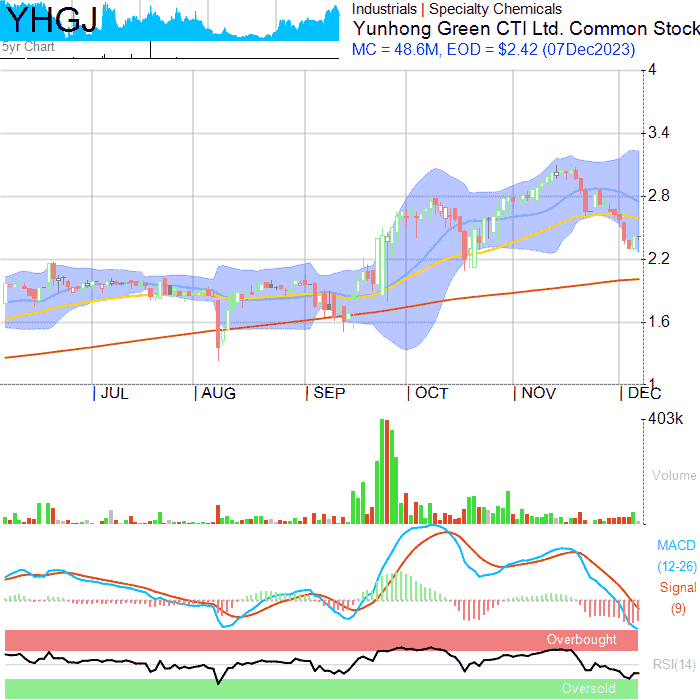 YHGJ
5yr Chart
Industrials | Specialty Chemicals
Yunhong Green CTI Ltd. Common Stock
MC = 48.6M, EOD = $2.42 (07Dec2023)
4
3.4
2.8
2.2
1.6
1
JUL
AUG
SEP
OCT
NOV
DEC
403k
Volume
MACD
(12-26)
Signal
(9)
Overbought
RSI(14)
Oversold